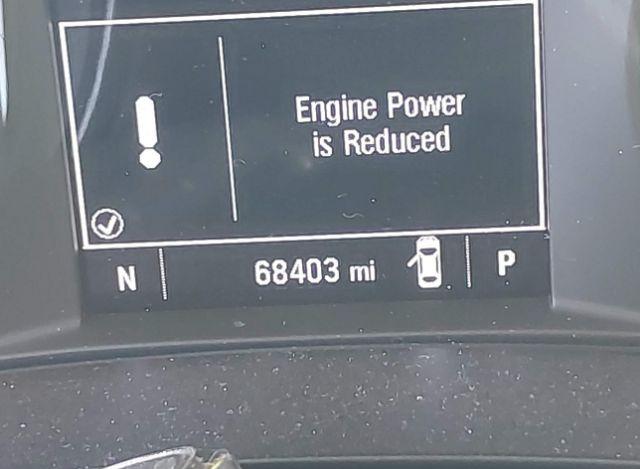 Engine Power
is Reduced
N 68403 mi P